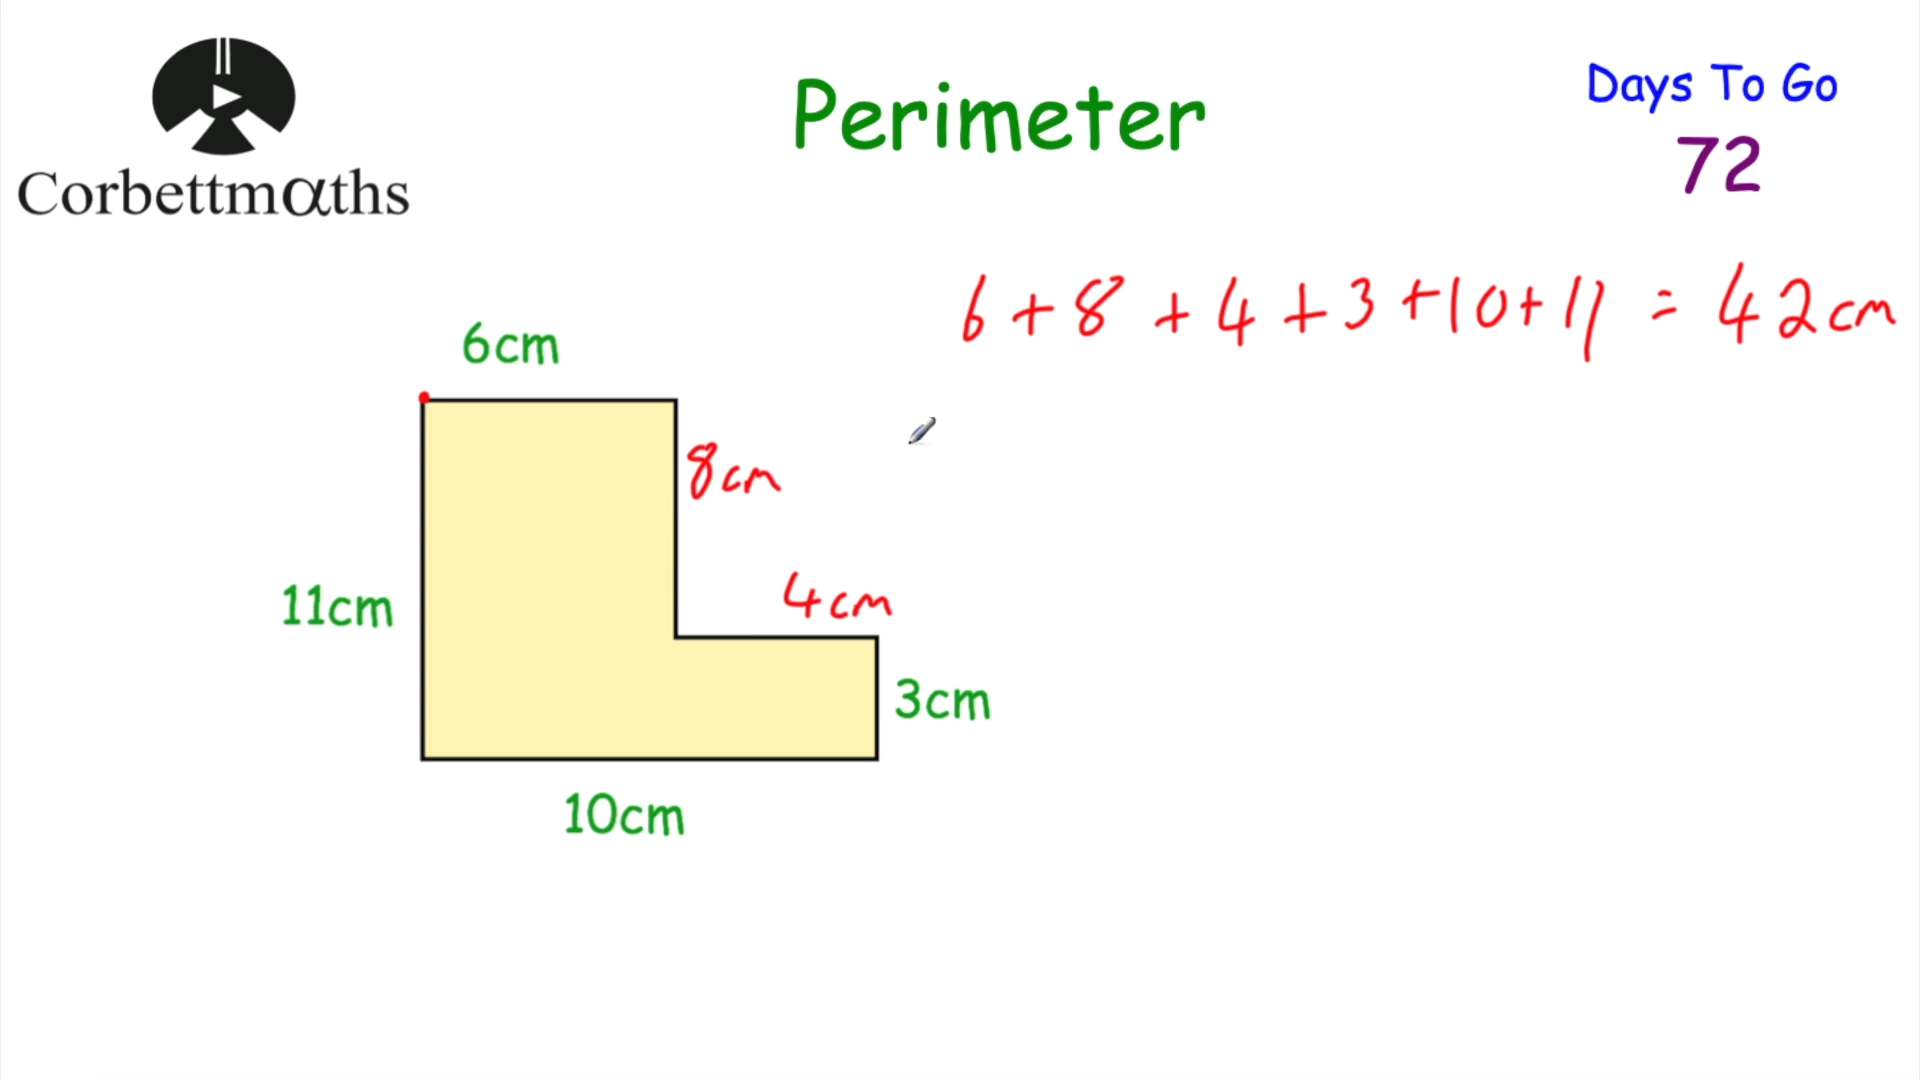 Corbettmαths
Perimeter
Days To Go
72
6 + 8 + 4 + 3 + 10 + 11 = 42cm
6cm
8cm
4cm
11cm
3cm
10cm